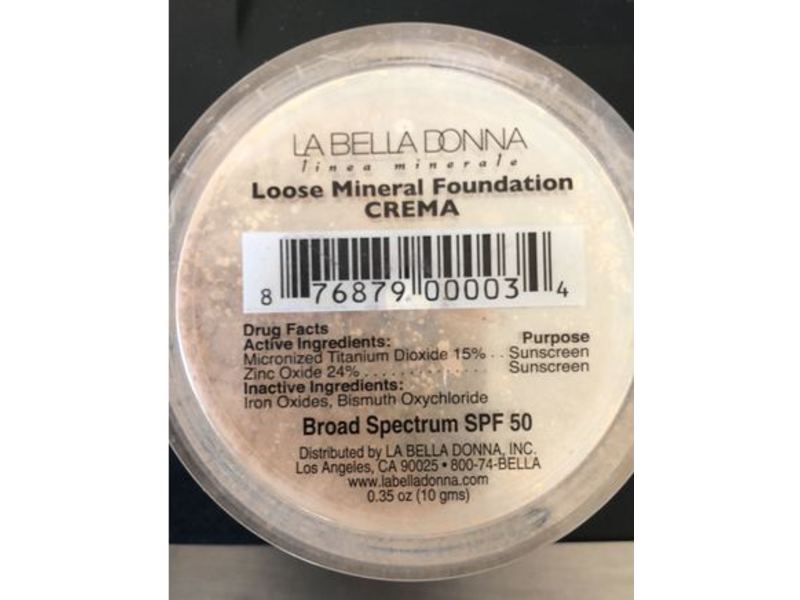 LA BELLA DONNA
linea minerale
Loose Mineral Foundation
CREMA
8 76879 00003 4
Drug Facts
Active Ingredients: Purpose
Micronized Titanium Dioxide 15% . . Sunscreen
Zinc Oxide 24% . . . . . . . . . . . . . . . Sunscreen
Inactive Ingredients:
Iron Oxides, Bismuth Oxychloride
Broad Spectrum SPF 50
Distributed by LA BELLA DONNA, INC.
Los Angeles, CA 90025 • 800-74-BELLA
www.labelladonna.com
0.35 oz (10 gms)